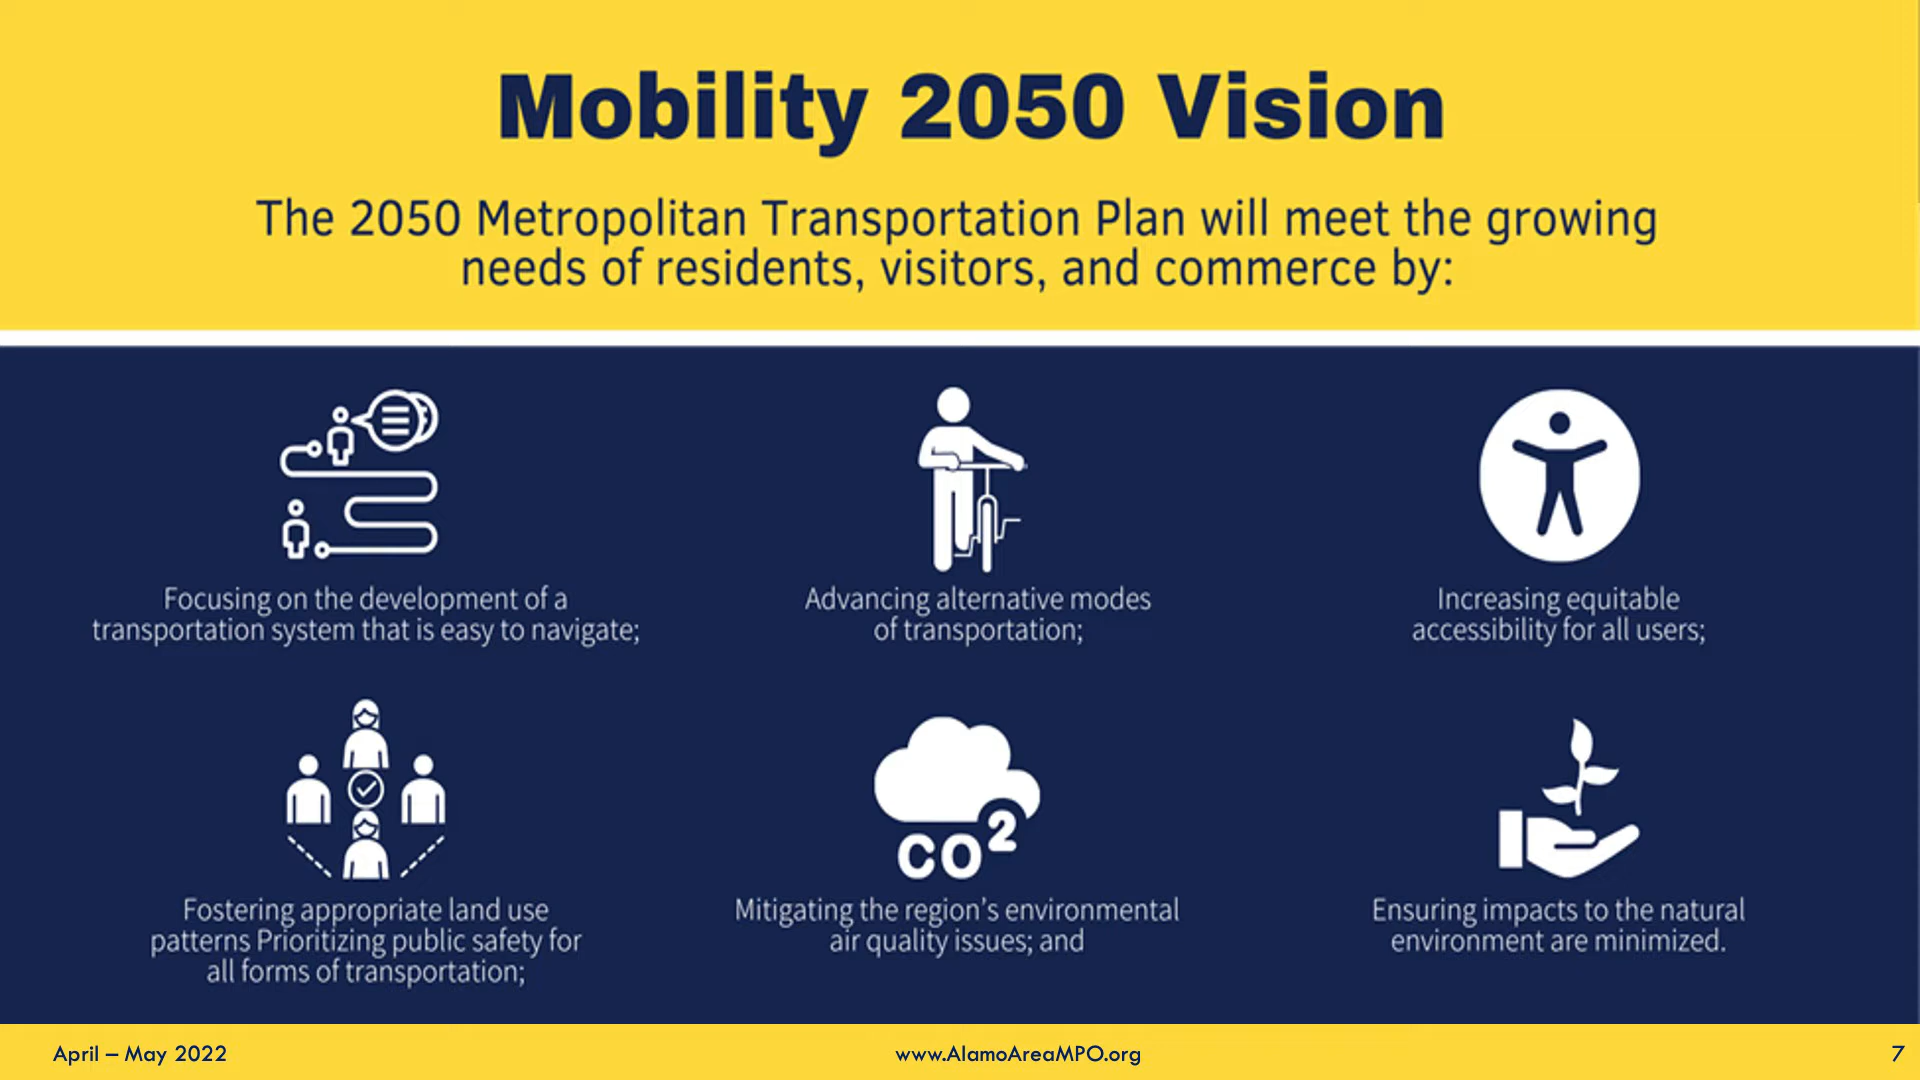 Mobility 2050 Vision
The 2050 Metropolitan Transportation Plan will meet the growing
needs of residents, visitors, and commerce by:
Focusing on the development of a
transportation system that is easy to navigate;
Advancing alternative modes
of transportation;
Increasing equitable
accessibility for all users;
CO²
Fostering appropriate land use
patterns Prioritizing public safety for
all forms of transportation;
Mitigating the region's environmental
air quality issues; and
Ensuring impacts to the natural
environment are minimized.
April – May 2022
www.AlamoAreaMPO.org
7